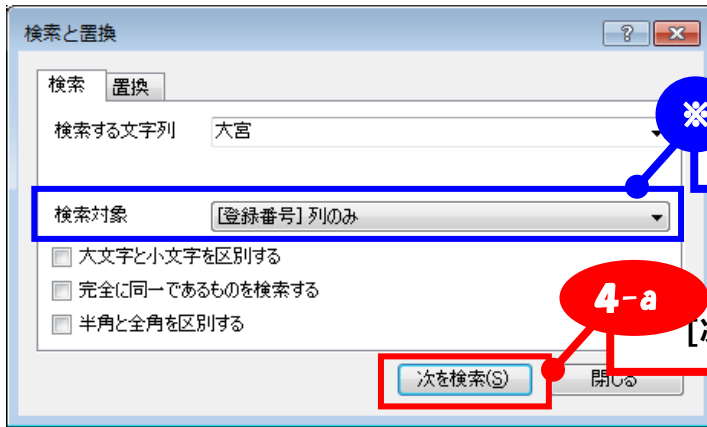 検索と置換
検索 置換
検索する文字列 大宮
※
検索対象 [登録番号] 列のみ
大文字と小文字を区別する
完全に同一であるものを検索する
半角と全角を区別する
4-a
[次
次を検索(S) 閉じる